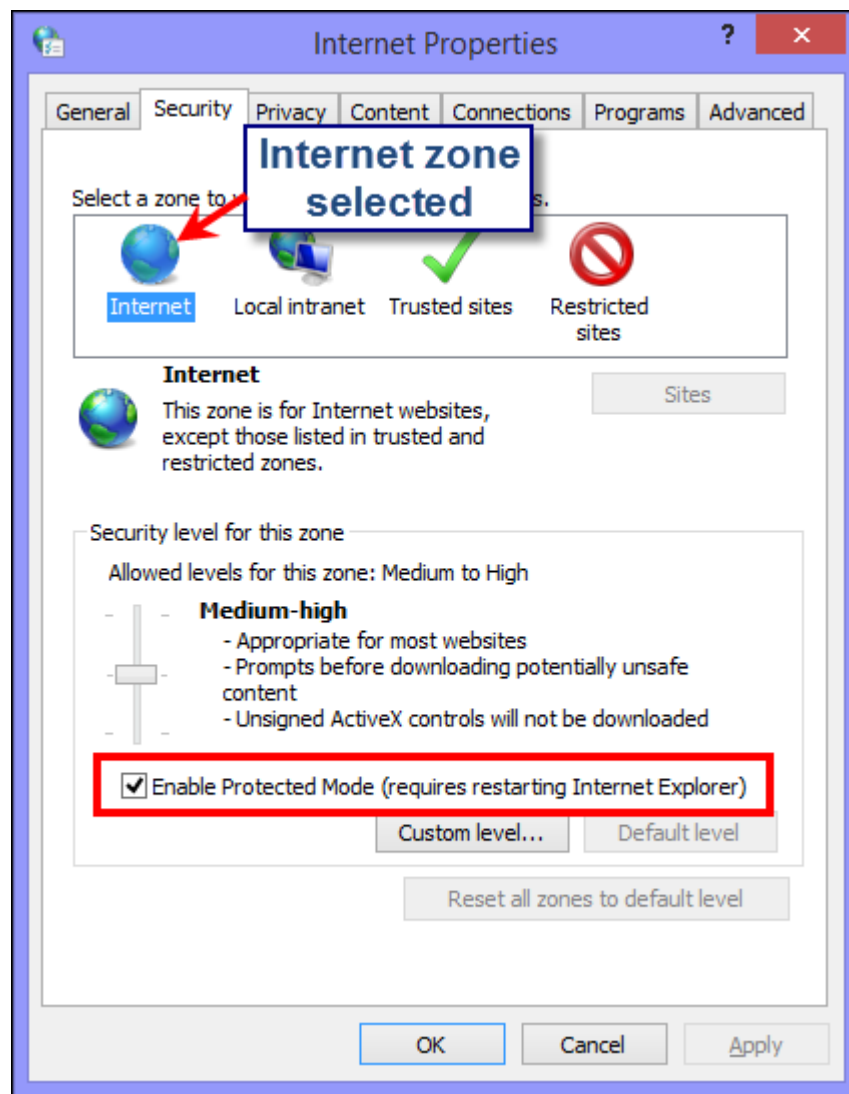 Internet Properties
?
General Security Privacy Content Connections Programs Advanced
Internet zone
selected
Select a zone to
s.
Internet Local intranet Trusted sites Restricted
sites
Internet
This zone is for Internet websites,
except those listed in trusted and
restricted zones.
Sites
Security level for this zone
Allowed levels for this zone: Medium to High
Medium-high
- Appropriate for most websites
- Prompts before downloading potentially unsafe
content
- Unsigned ActiveX controls will not be downloaded
Enable Protected Mode (requires restarting Internet Explorer)
Custom level... Default level
Reset all zones to default level
OK Cancel Apply